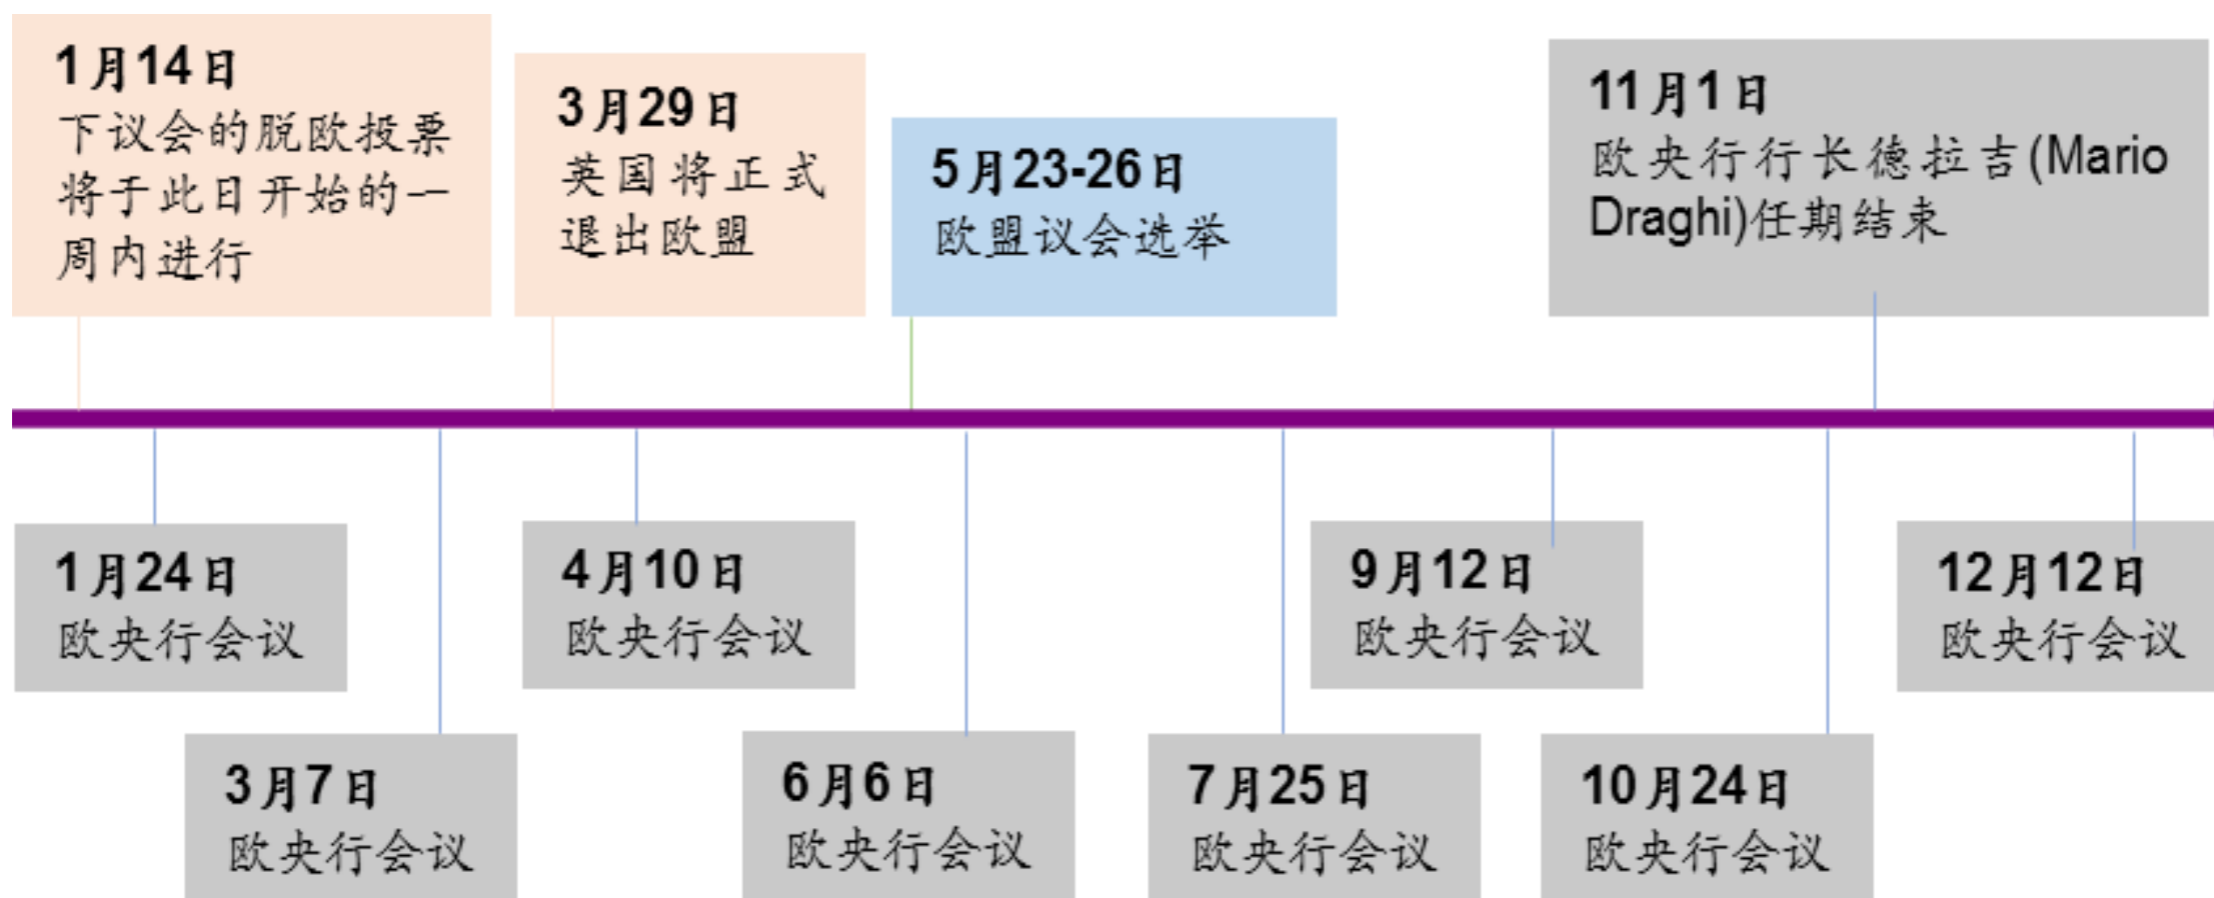 1月14日
下议会的脱欧投票
将于此日开始的一
周内进行
3月29日
英国将正式
退出欧盟
5月23-26日
欧盟议会选举
11月1日
欧央行行长德拉吉(Mario
Draghi)任期结束
1月24日
欧央行会议
3月7日
欧央行会议
4月10日
欧央行会议
6月6日
欧央行会议
7月25日
欧央行会议
9月12日
欧央行会议
10月24日
欧央行会议
12月12日
欧央行会议